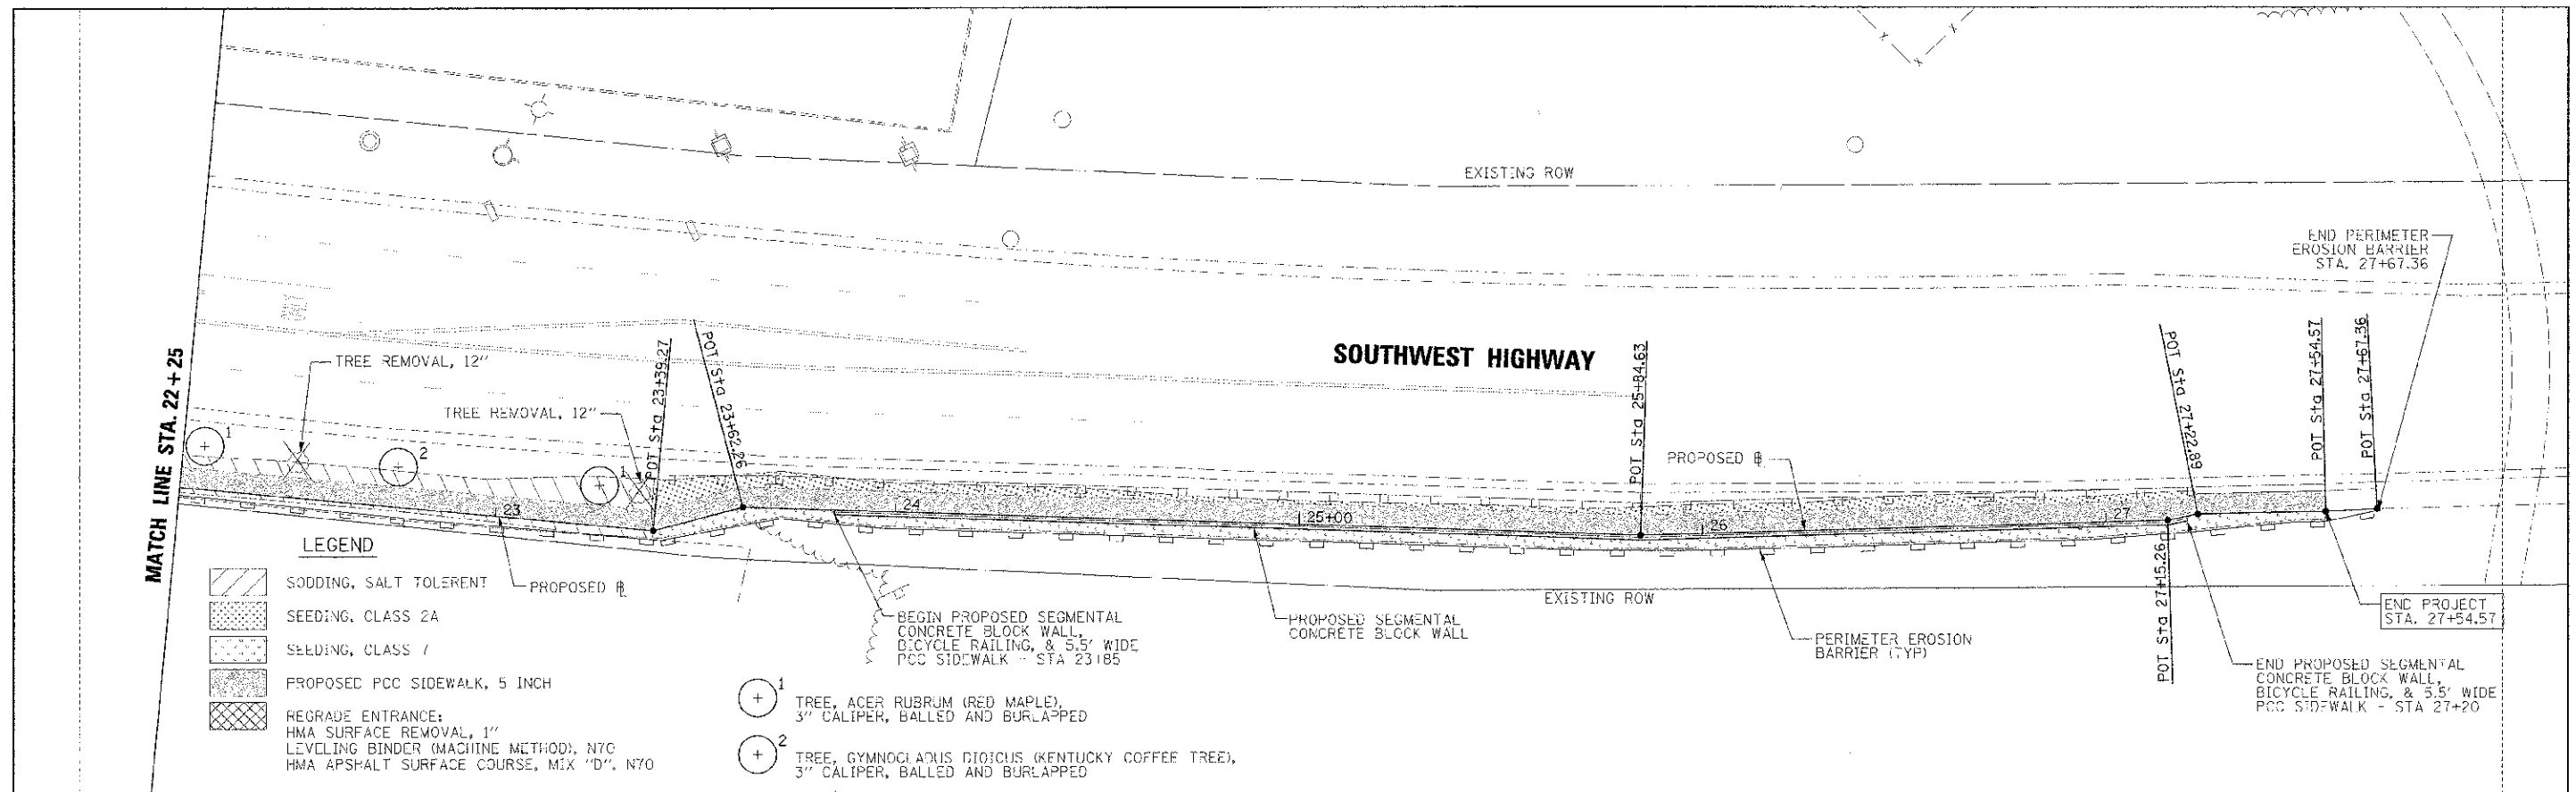 MATCH LINE STA. 22+25
TREE REMOVAL, 12"
TREE REMOVAL, 12"
POT Sta 23+39.27
POT Sta 23+62.26
EXISTING ROW
SOUTHWEST HIGHWAY
POT Sta 25+84.63
PROPOSED
END PERIMETER
EROSION BARRIER
STA. 27+67.36
POT Sta 27+22.89
POT Sta 27+54.57
POT Sta 27+67.36
1
2
1
23
24
25+00
26
27
POT Sta 27+15.26
EXISTING ROW
PROPOSED
BEGIN PROPOSED SEGMENTAL
CONCRETE BLOCK WALL,
BICYCLE RAILING, & 5.5' WIDE
PCC SIDEWALK - STA 23+85
PROPOSED SEGMENTAL
CONCRETE BLOCK WALL
PERIMETER EROSION
BARRIER (TYP)
END PROJECT
STA. 27+54.57
END PROPOSED SEGMENTAL
CONCRETE BLOCK WALL,
BICYCLE RAILING, & 5.5' WIDE
PCC SIDEWALK - STA 27+20
LEGEND
SODDING, SALT TOLERENT
SEEDING, CLASS 2A
SEEDING, CLASS 7
PROPOSED PCC SIDEWALK, 5 INCH
REGRADE ENTRANCE:
HMA SURFACE REMOVAL, 1"
LEVELING BINDER (MACHINE METHOD), N70
HMA APSHALT SURFACE COURSE, MIX "D", N70
1
TREE, ACER RUBRUM (RED MAPLE),
3" CALIPER, BALLED AND BURLAPPED
2
TREE, GYMNOCLADUS DIOICUS (KENTUCKY COFFEE TREE),
3" CALIPER, BALLED AND BURLAPPED